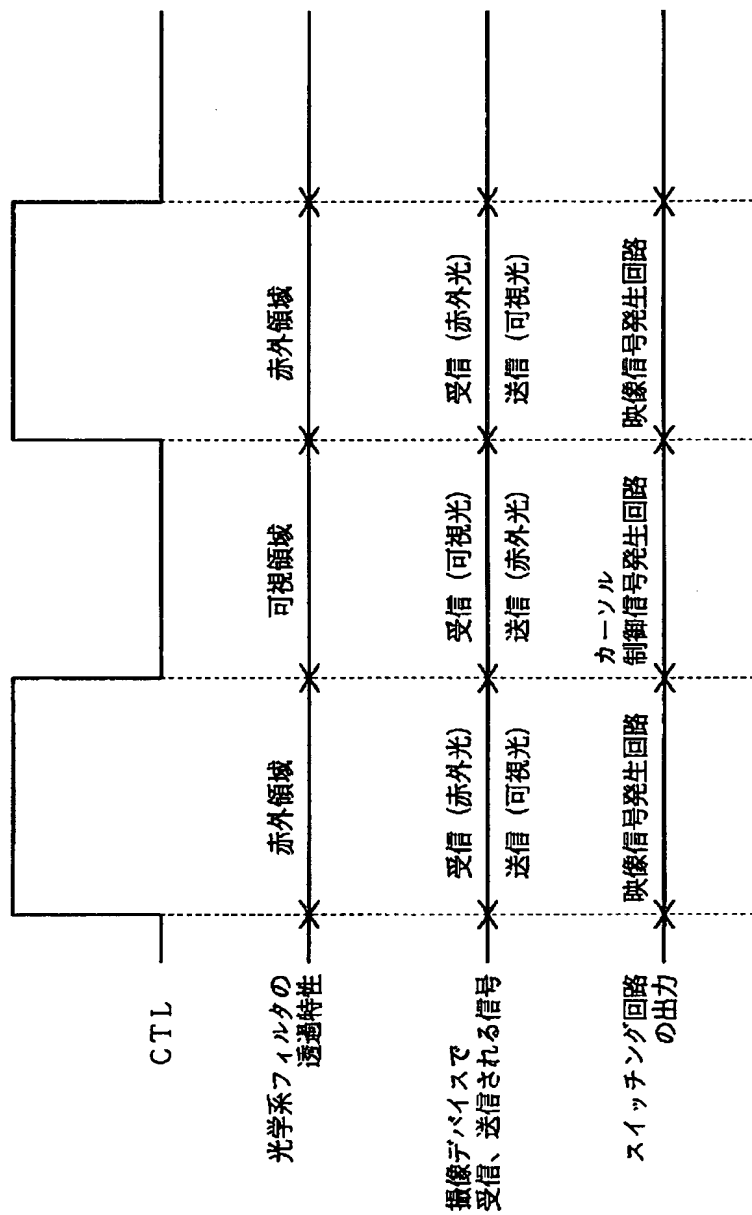 CTL
光学系フィルタの
透過特性
赤外領域
可視領域
赤外領域
撮像デバイスで
受信、送信される信号
受信 (赤外光)
送信 (可視光)
受信 (可視光)
送信 (赤外光)
受信 (赤外光)
送信 (可視光)
スイッチング回路
の出力
映像信号発生回路
カーソル
制御信号発生回路
映像信号発生回路